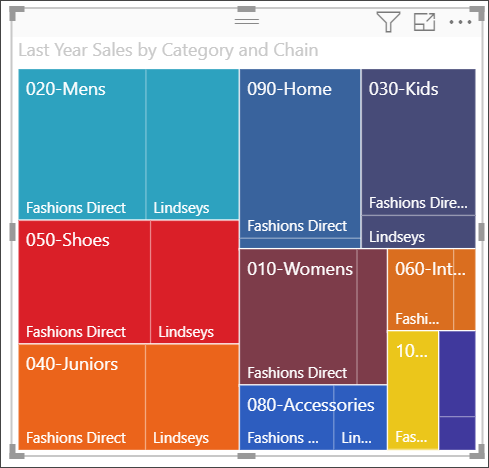 Last Year Sales by Category and Chain
020-Mens
Fashions Direct
Lindseys
050-Shoes
Fashions Direct
Lindseys
040-Juniors
Fashions Direct
Lindseys
090-Home
Fashions Direct
030-Kids
Fashions Dire...
Lindseys
010-Womens
Fashions Direct
060-Int...
Fashi...
080-Accessories
Fashions ...
Lin...
10...
Fas...